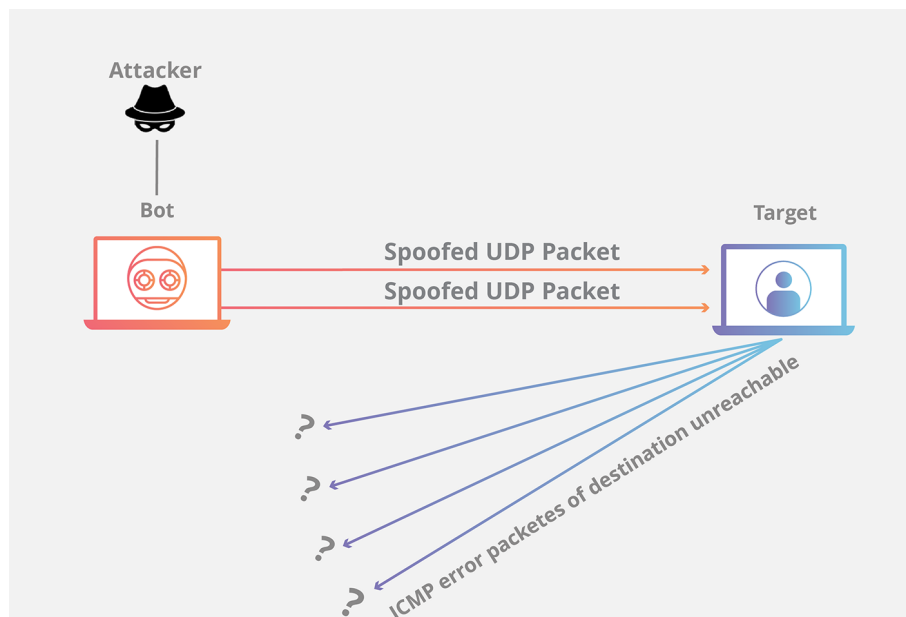 Attacker
Bot
Target
Spoofed UDP Packet
Spoofed UDP Packet
?
?
?
?
ICMP error packetes of destination unreachable